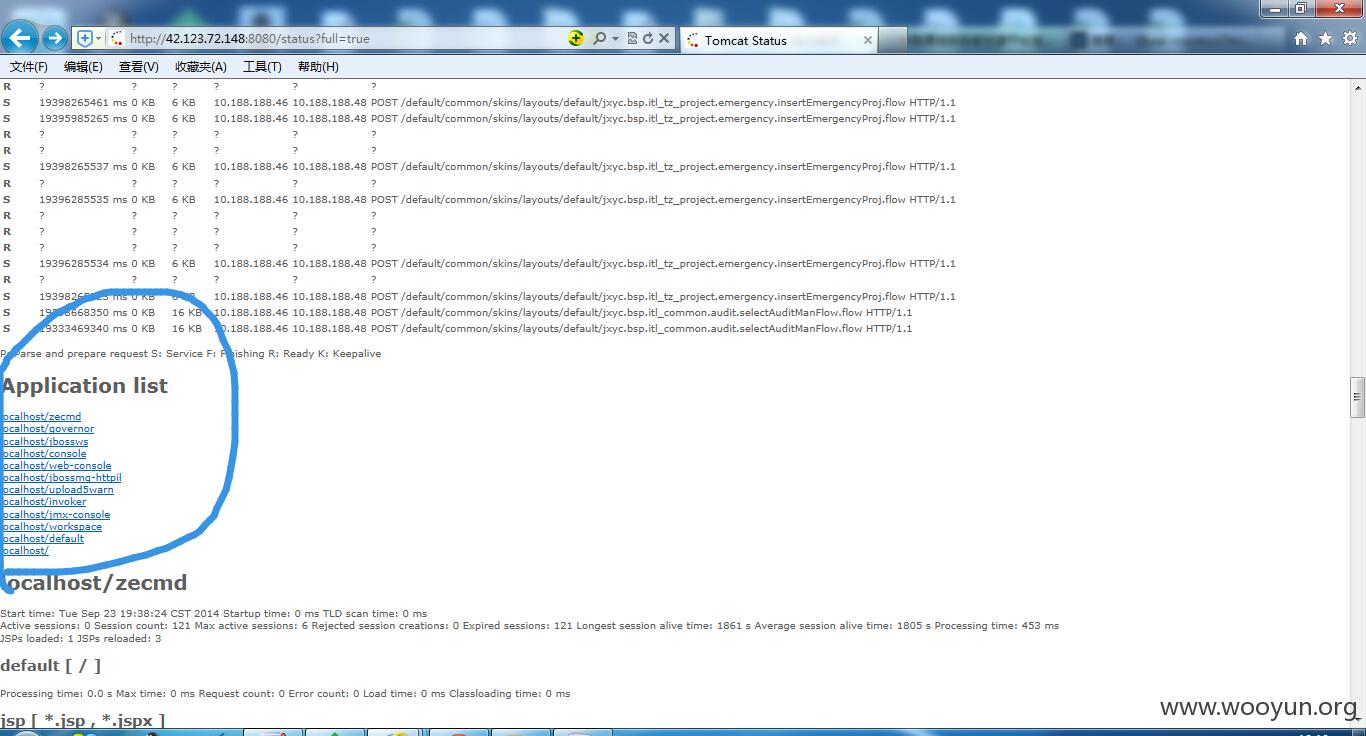 http://42.123.72.148:8080/status?full=true
Tomcat Status
文件(F) 编辑(E) 查看(V) 收藏夹(A) 工具(T) 帮助(H)
R ? ? ? ? ? ?
S 19398265461 ms 0 KB 6 KB 10.188.188.46 10.188.188.48 POST /default/common/skins/layouts/default/jxyc.bsp.itl_tz_project.emergency.insertEmergencyProj.flow HTTP/1.1
S 19395985265 ms 0 KB 6 KB 10.188.188.46 10.188.188.48 POST /default/common/skins/layouts/default/jxyc.bsp.itl_tz_project.emergency.insertEmergencyProj.flow HTTP/1.1
R ? ? ? ? ? ?
R ? ? ? ? ? ?
S 19398265537 ms 0 KB 6 KB 10.188.188.46 10.188.188.48 POST /default/common/skins/layouts/default/jxyc.bsp.itl_tz_project.emergency.insertEmergencyProj.flow HTTP/1.1
R ? ? ? ? ? ?
S 19396285535 ms 0 KB 6 KB 10.188.188.46 10.188.188.48 POST /default/common/skins/layouts/default/jxyc.bsp.itl_tz_project.emergency.insertEmergencyProj.flow HTTP/1.1
R ? ? ? ? ? ?
R ? ? ? ? ? ?
R ? ? ? ? ? ?
S 19396285534 ms 0 KB 6 KB 10.188.188.46 10.188.188.48 POST /default/common/skins/layouts/default/jxyc.bsp.itl_tz_project.emergency.insertEmergencyProj.flow HTTP/1.1
R ? ? ? ? ? ?
S ms 0 KB 6 KB 10.188.188.46 10.188.188.48 POST /default/common/skins/layouts/default/jxyc.bsp.itl_tz_project.emergency.insertEmergencyProj.flow HTTP/1.1
S ms 0 KB 16 KB 10.188.188.46 10.188.188.48 POST /default/common/skins/layouts/default/jxyc.bsp.itl_common.audit.selectAuditManFlow.flow HTTP/1.1
S 19333469340 ms 0 KB 16 KB 10.188.188.46 10.188.188.48 POST /default/common/skins/layouts/default/jxyc.bsp.itl_common.audit.selectAuditManFlow.flow HTTP/1.1
P: Parse and prepare request S: Service F: Finishing R: Ready K: Keepalive
Application list
localhost/zecmd
localhost/governor
localhost/jbossws
localhost/console
localhost/web-console
localhost/jbossmq-httpil
localhost/upload5warn
localhost/invoker
localhost/jmx-console
localhost/workspace
localhost/default
localhost/
localhost/zecmd
Start time: Tue Sep 23 19:38:24 CST 2014 Startup time: 0 ms TLD scan time: 0 ms
Active sessions: 0 Session count: 121 Max active sessions: 6 Rejected session creations: 0 Expired sessions: 121 Longest session alive time: 1861 s Average session alive time: 1805 s Processing time: 453 ms
JSPs loaded: 1 JSPs reloaded: 3
default [ / ]
Processing time: 0.0 s Max time: 0 ms Request count: 0 Error count: 0 Load time: 0 ms Classloading time: 0 ms
jsp [ *.jsp , *.jspx ]
www.wooyun.org